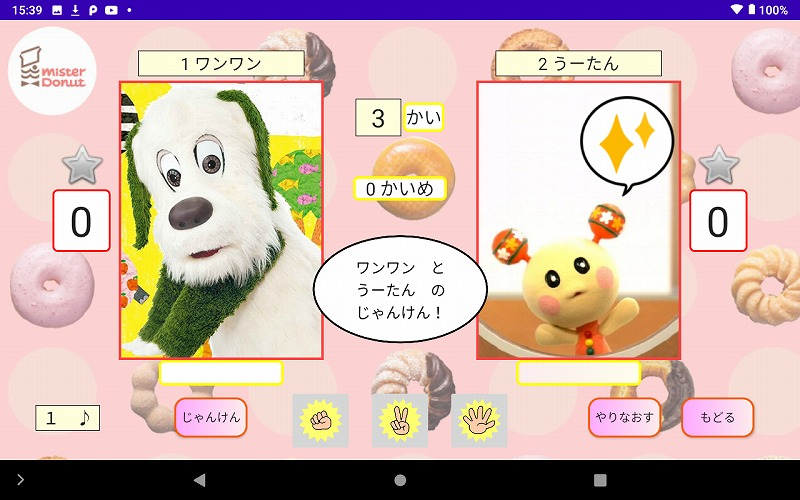 15:39
100%
mister
Donut
1 ワンワン
2 うーたん
3 かい
0 かいめ
0
0
ワンワン と
うーたん の
じゃんけん!
1 ♪
じゃんけん
やりなおす
もどる